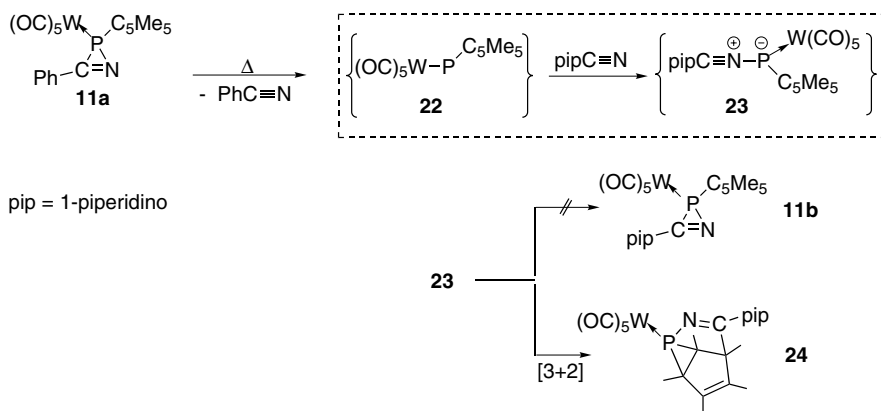 (OC)5W
P
C5Me5
C=N
Ph
11a
Δ
- PhC≡N
(OC)5W—P
C5Me5
22
pipC≡N
pipC≡N—P
+
-
W(CO)5
C5Me5
23
pip = 1-piperidino
(OC)5W
P
C5Me5
pip
C=N
11b
23
(OC)5W
P
N=C
pip
24
[3+2]